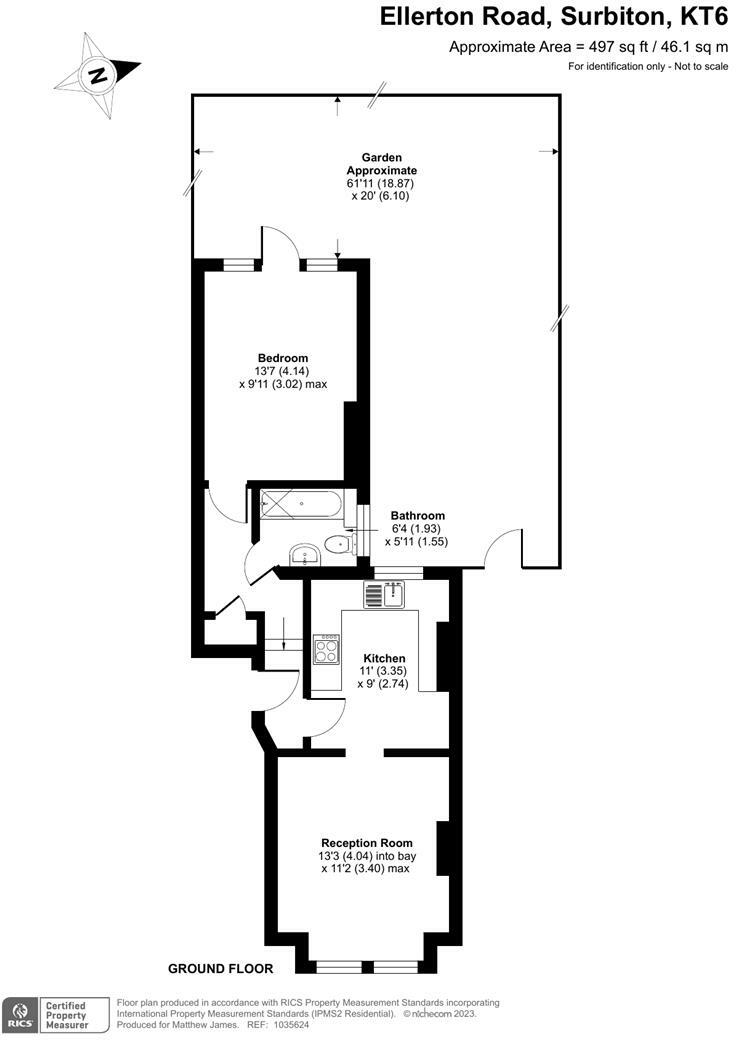 Ellerton Road, Surbiton, KT6
Approximate Area = 497 sq ft / 46.1 sq m
For identification only - Not to scale
N
Garden
Approximate
61'11 (18.87)
x 20' (6.10)
Bedroom
13'7 (4.14)
x 9'11 (3.02) max
Bathroom
6'4 (1.93)
x 5'11 (1.55)
Kitchen
11' (3.35)
x 9' (2.74)
Reception Room
13'3 (4.04) into bay
x 11'2 (3.40) max
GROUND FLOOR
RICS
Certified
Property
Measurer
Floor plan produced in accordance with RICS Property Measurement Standards incorporating
International Property Measurement Standards (IPMS2 Residential). © nichecom 2023.
Produced for Matthew James. REF: 1035624